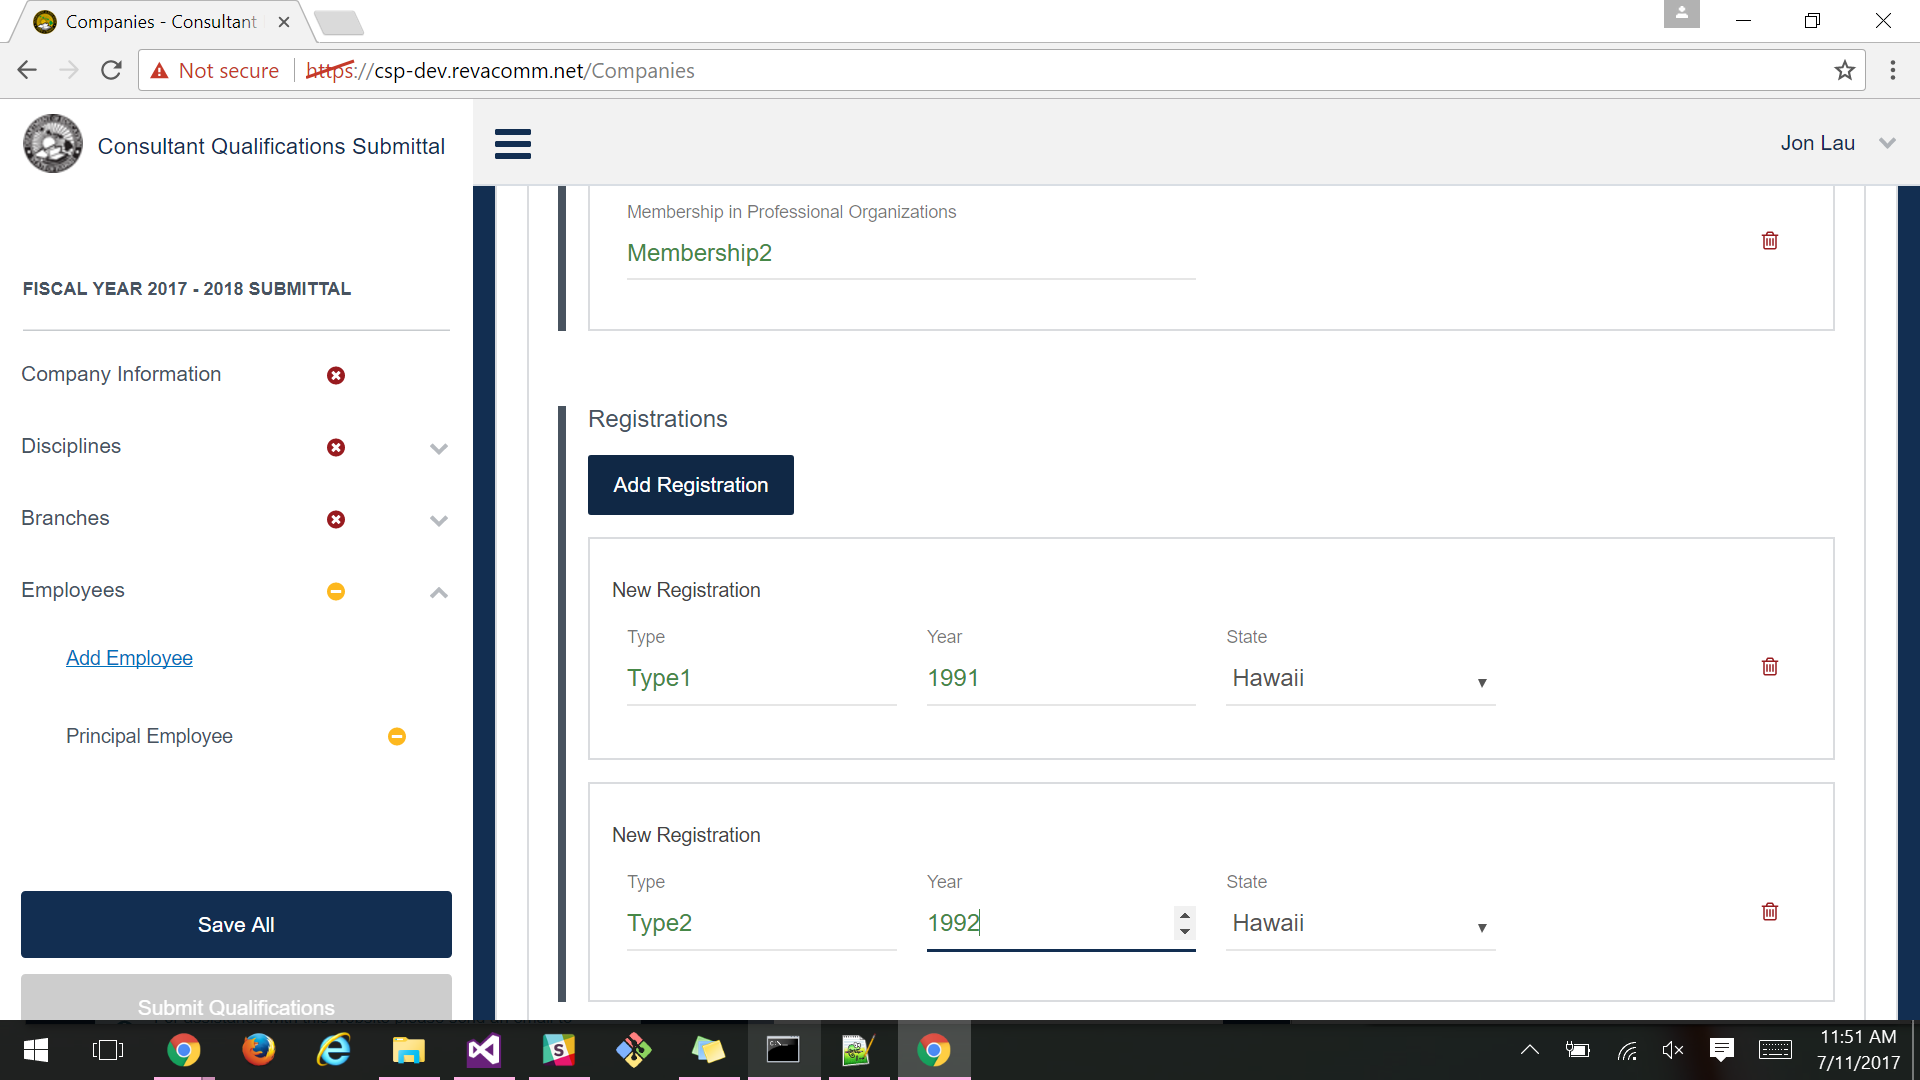 Companies - Consultant
Not secure
https://csp-dev.revacomm.net/Companies
Consultant Qualifications Submittal
Jon Lau
FISCAL YEAR 2017 - 2018 SUBMITTAL
Company Information
Disciplines
Branches
Employees
Add Employee
Principal Employee
Save All
Submit Qualifications
Membership in Professional Organizations
Membership2
Registrations
Add Registration
New Registration
Type
Year
State
Type1
1991
Hawaii
New Registration
Type
Year
State
Type2
1992
Hawaii
11:51 AM
7/11/2017